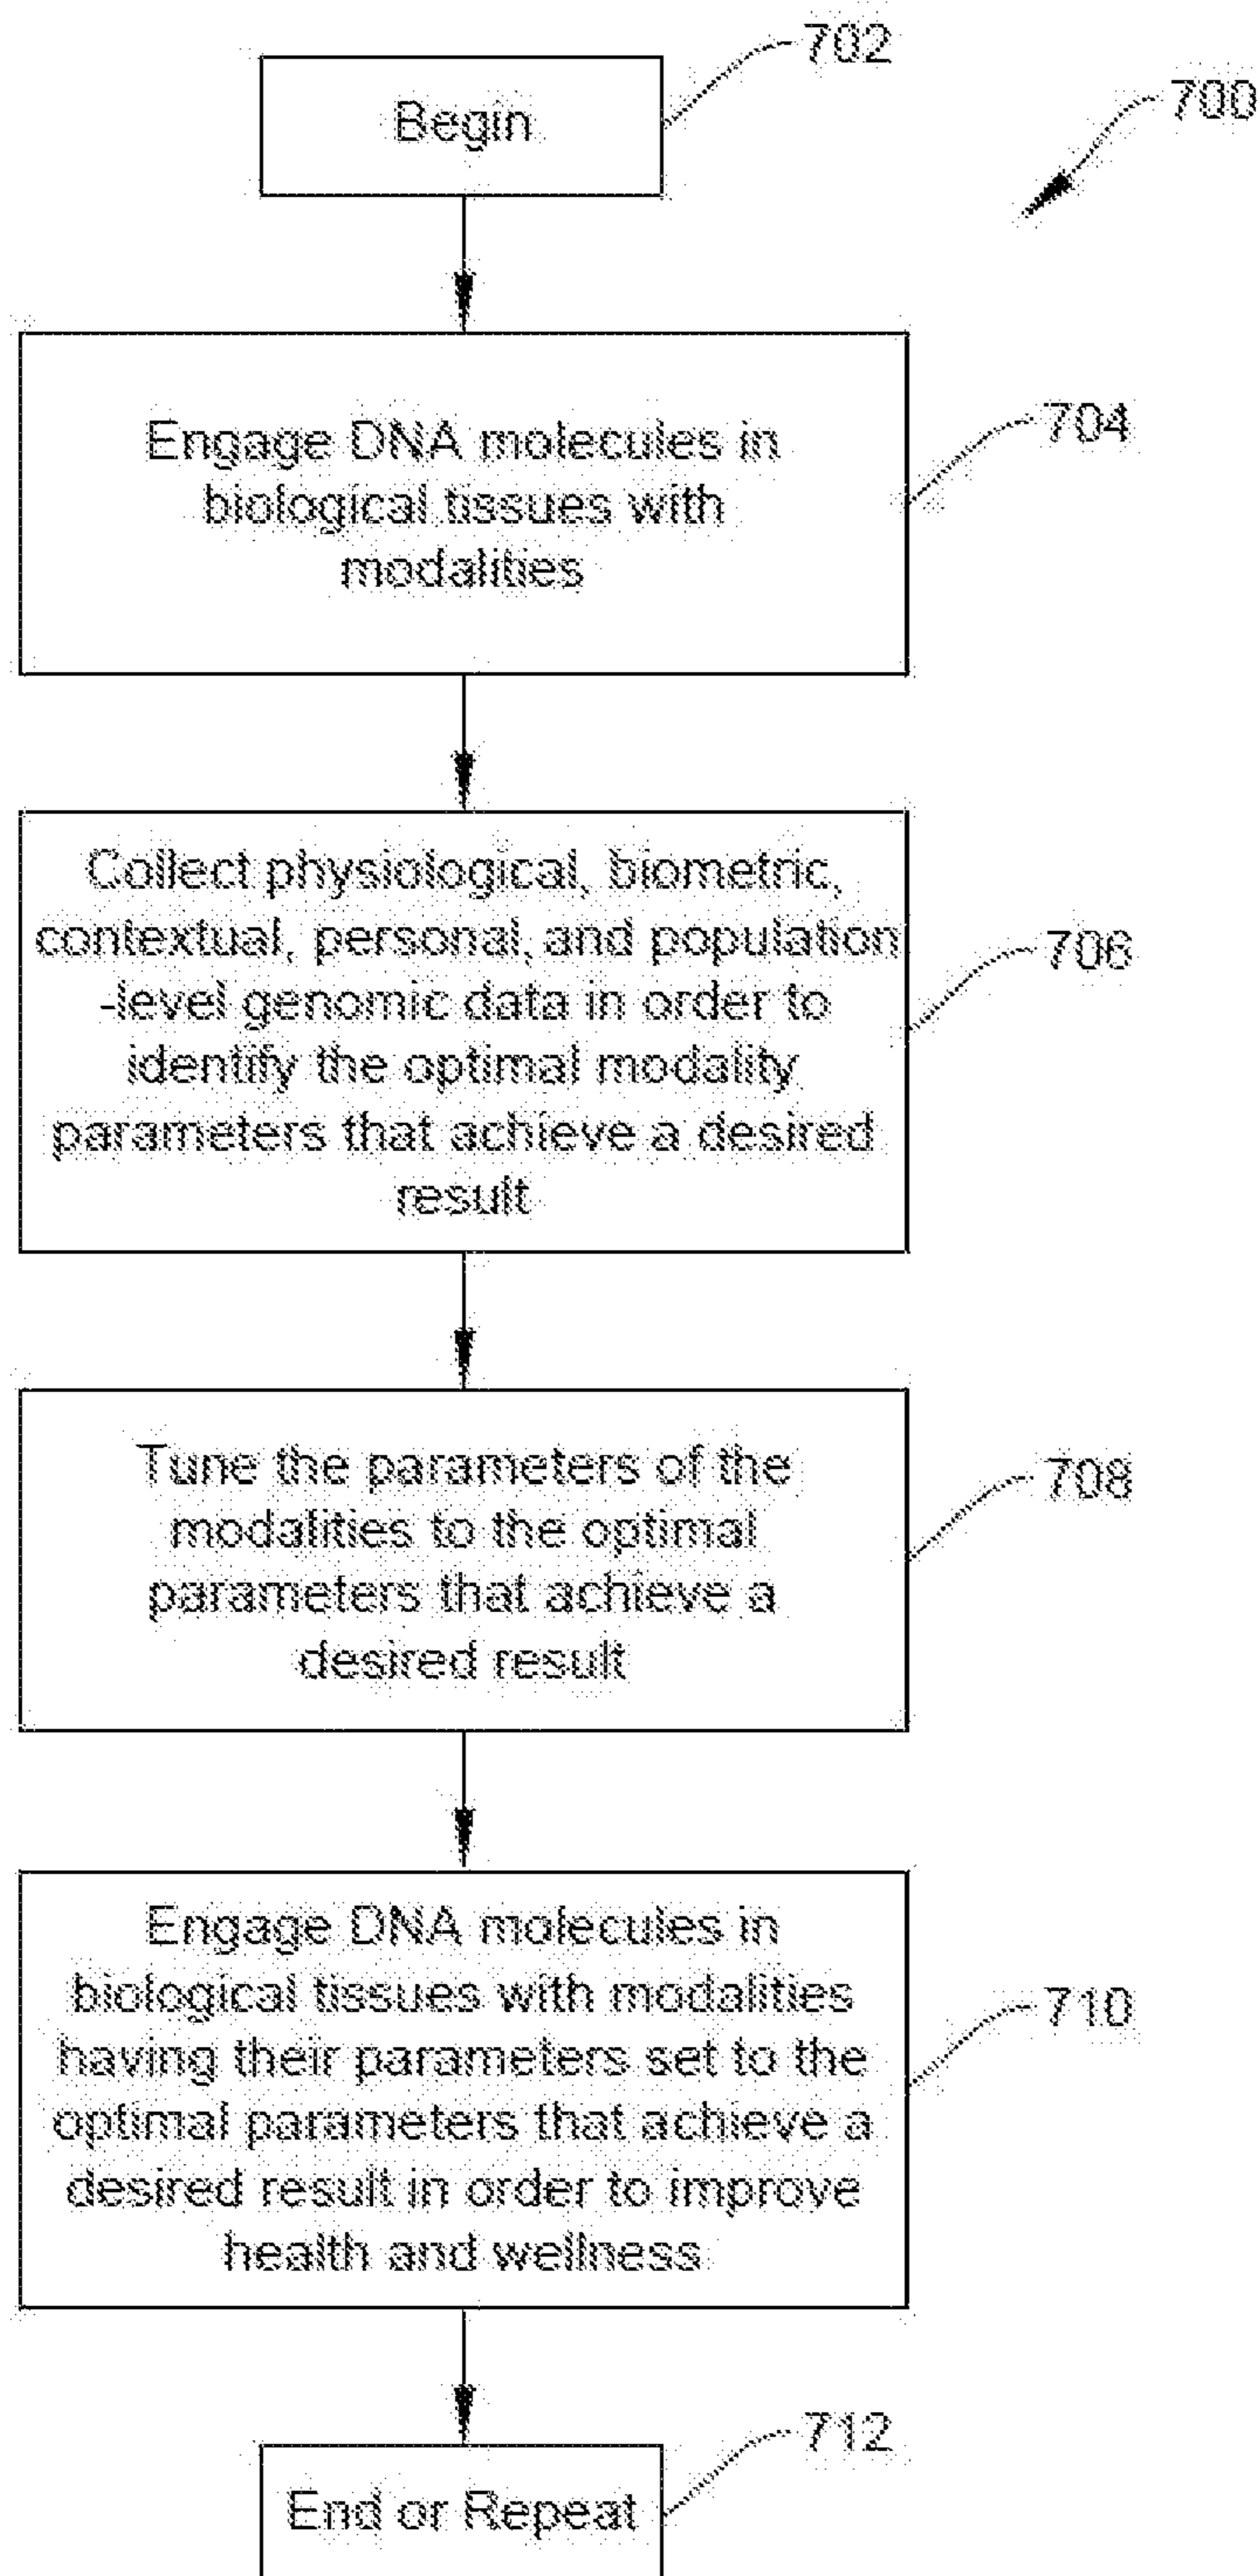 702
Begin
700
Engage DNA molecules in
biological tissues with
modalities
704
Collect physiological, biometric,
contextual, personal, and population
-level genomic data in order to
identify the optimal modality
parameters that achieve a desired
result
706
Tune the parameters of the
modalities to the optimal
parameters that achieve a
desired result
708
Engage DNA molecules in
biological tissues with modalities
having their parameters set to the
optimal parameters that achieve a
desired result in order to improve
health and wellness
710
712
End or Repeat